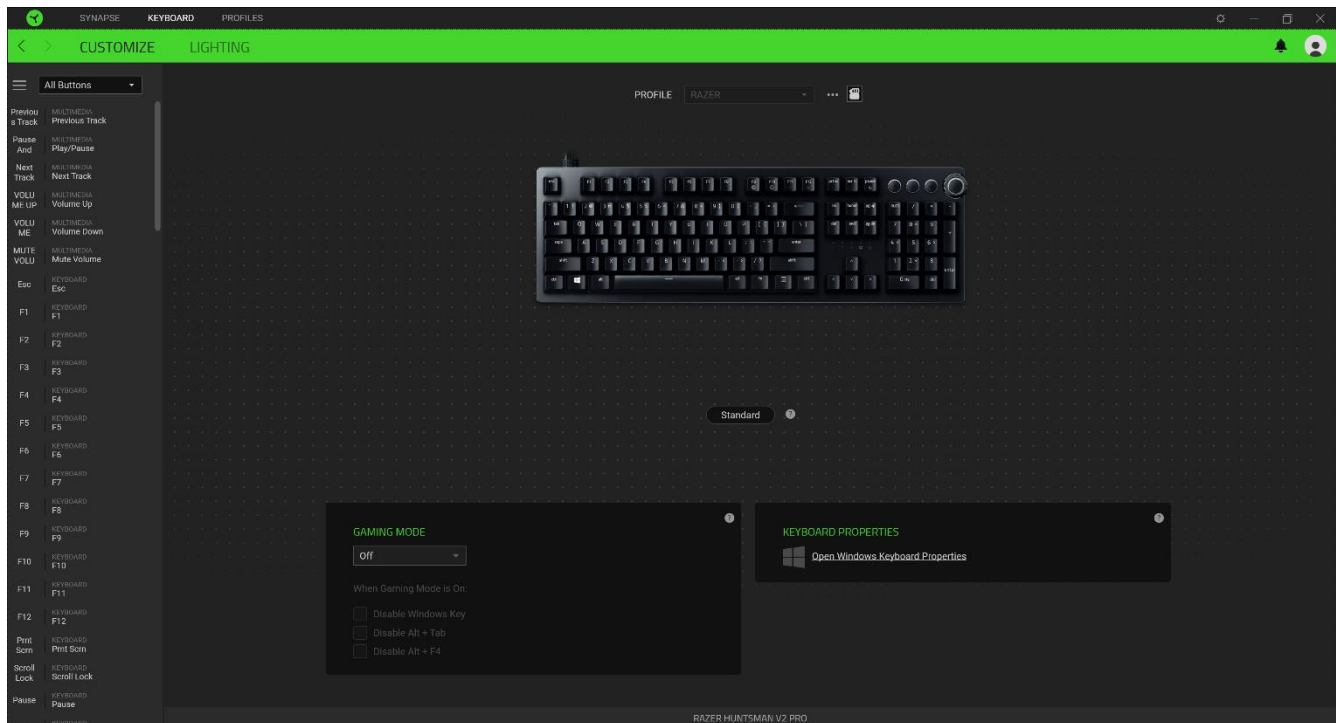 SYNAPSE KEYBOARD PROFILES
CUSTOMIZE LIGHTING
All Buttons
PROFILE RAZER
Previou
s Track
MULTIMEDIA
Previous Track
Pause
And
MULTIMEDIA
Play/Pause
Next
Track
MULTIMEDIA
Next Track
VOLU
ME UP
MULTIMEDIA
Volume Up
VOLU
ME
MULTIMEDIA
Volume Down
MUTE
VOLU
MULTIMEDIA
Mute Volume
Esc
KEYBOARD
Esc
F1
KEYBOARD
F1
F2
KEYBOARD
F2
F3
KEYBOARD
F3
F4
KEYBOARD
F4
F5
KEYBOARD
F5
F6
KEYBOARD
F6
F7
KEYBOARD
F7
F8
KEYBOARD
F8
F9
KEYBOARD
F9
F10
KEYBOARD
F10
F11
KEYBOARD
F11
F12
KEYBOARD
F12
Prnt
Scrn
KEYBOARD
Prnt Scrn
Scroll
Lock
KEYBOARD
Scroll Lock
Pause
KEYBOARD
Pause
KEYBOARD
Standard
GAMING MODE
Off
When Gaming Mode is On:
Disable Windows Key
Disable Alt + Tab
Disable Alt + F4
KEYBOARD PROPERTIES
Open Windows Keyboard Properties
RAZER HUNTSMAN V2 PRO